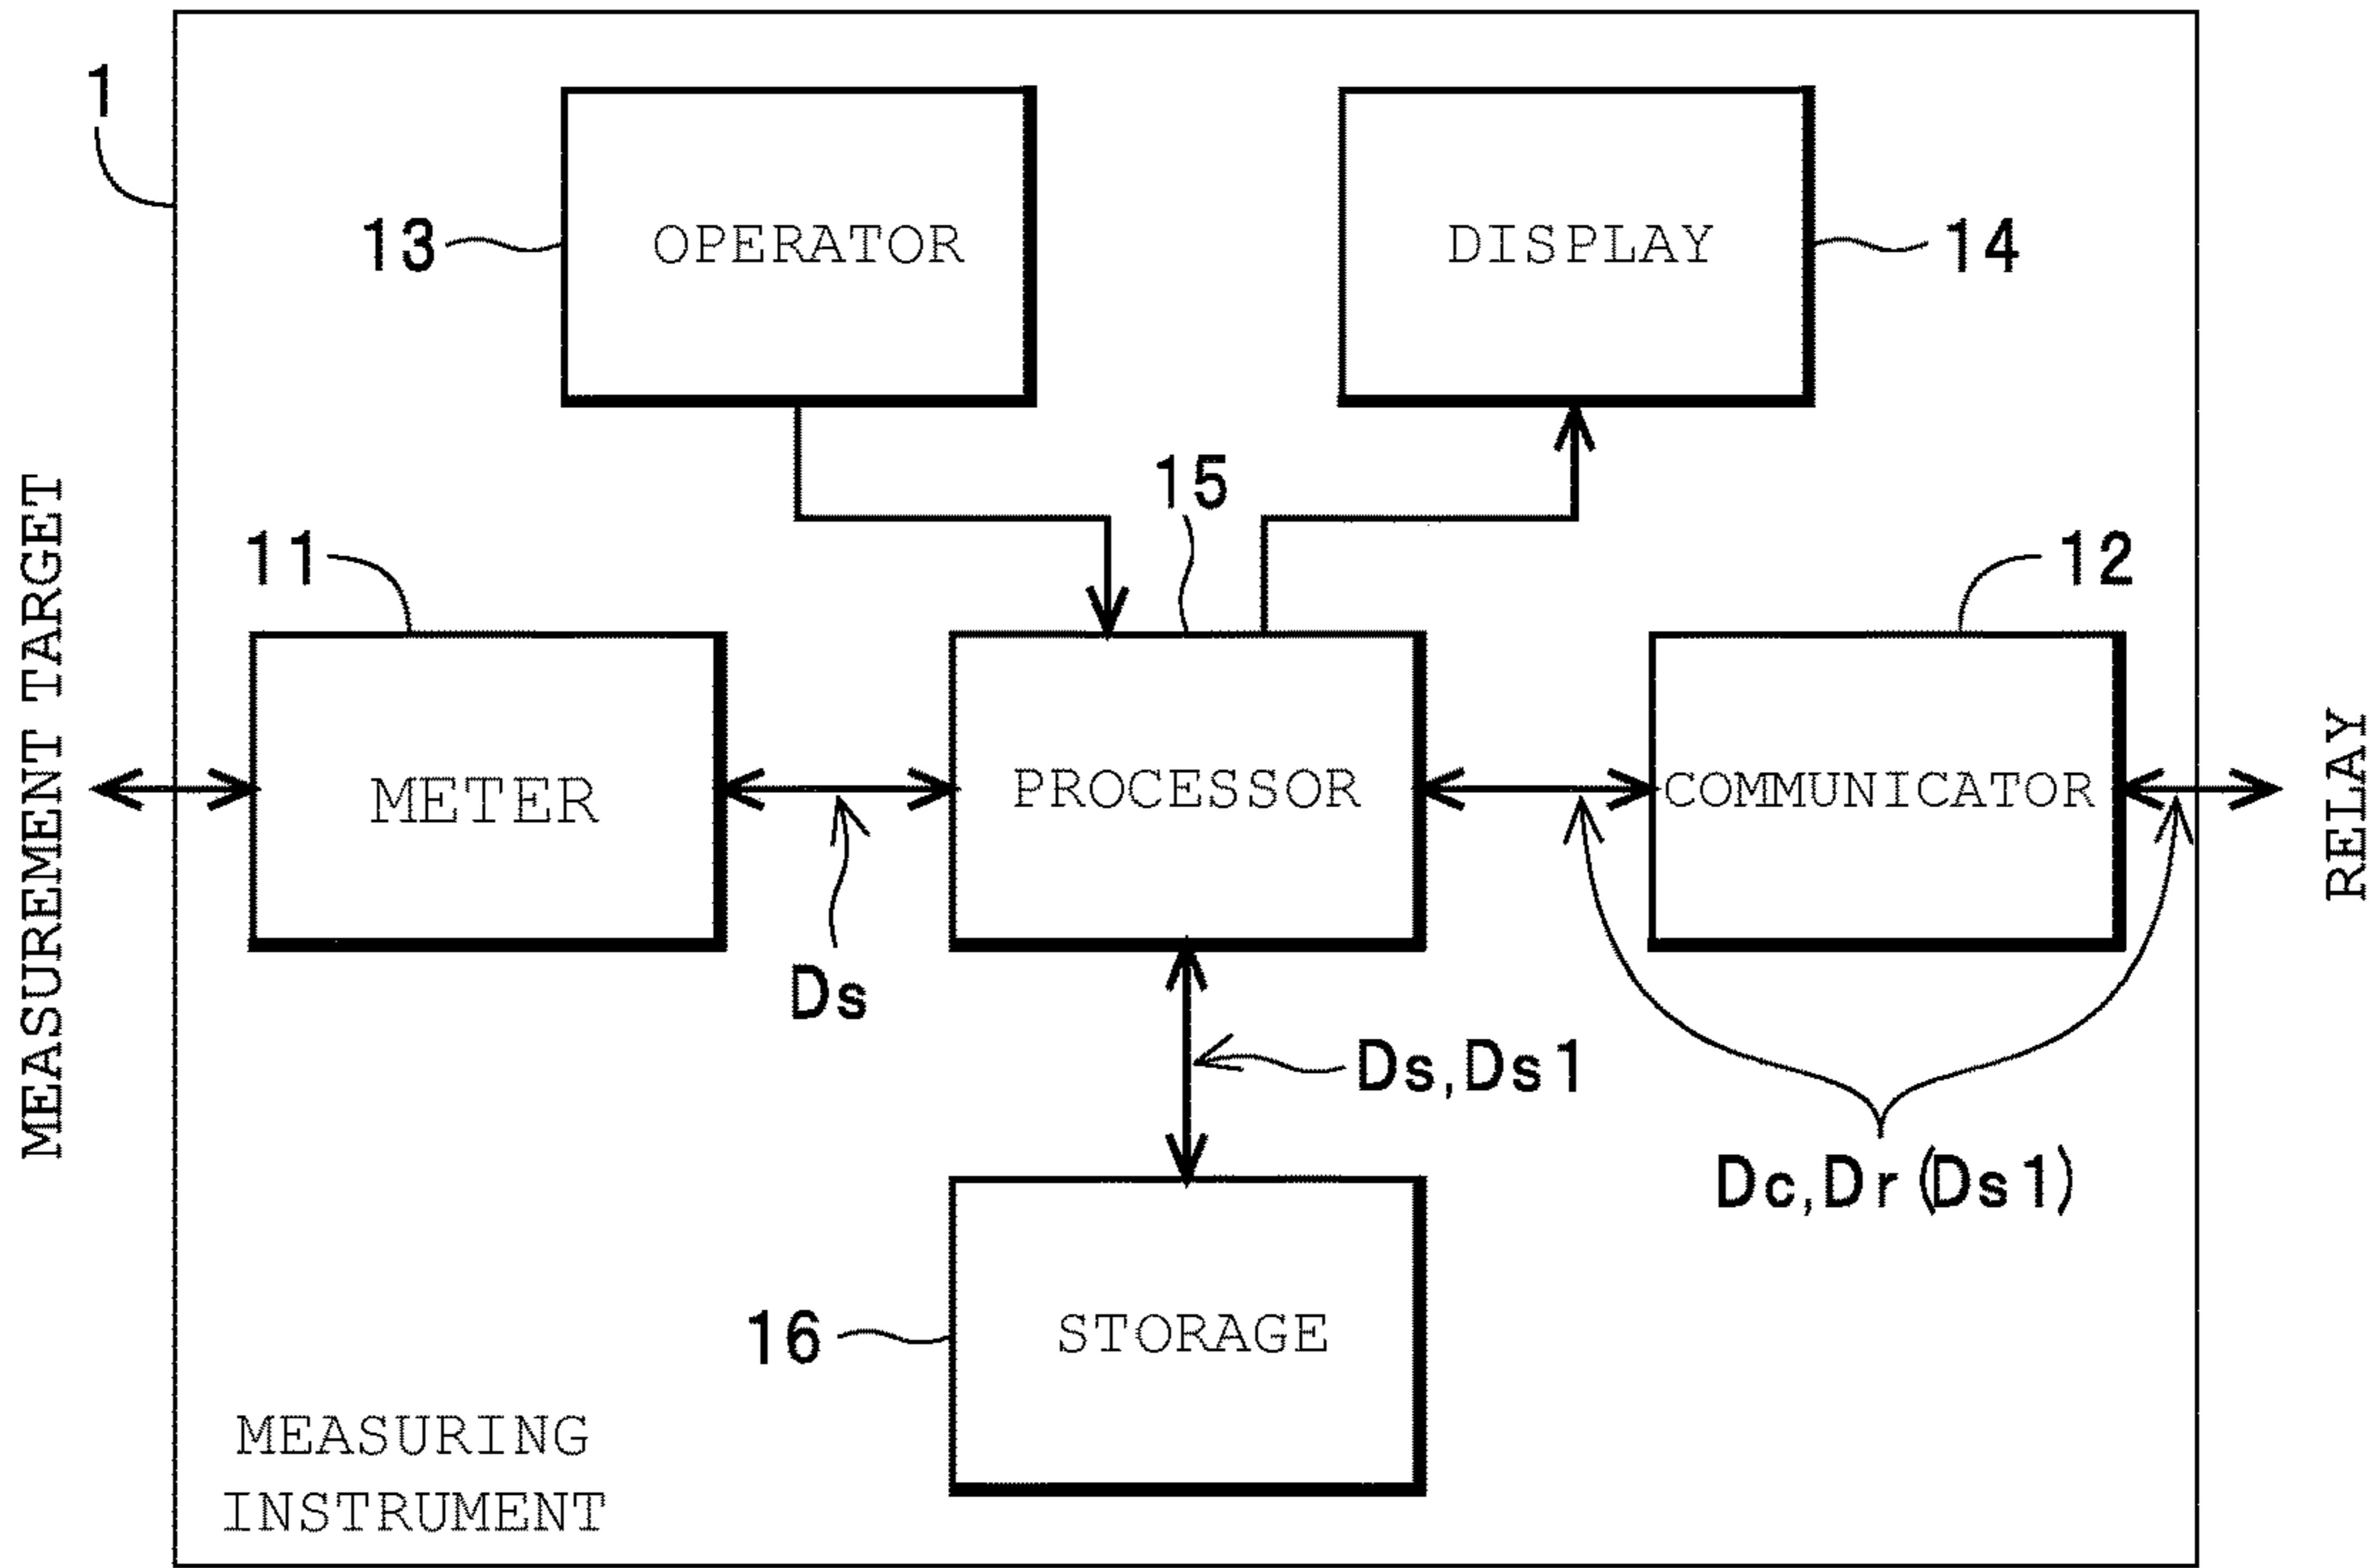 1
13
OPERATOR
DISPLAY
14
MEASUREMENT TARGET
11
15
12
METER
PROCESSOR
COMMUNICATOR
RELAY
Ds
Ds,Ds1
Dc,Dr(Ds1)
16
STORAGE
MEASURING
INSTRUMENT